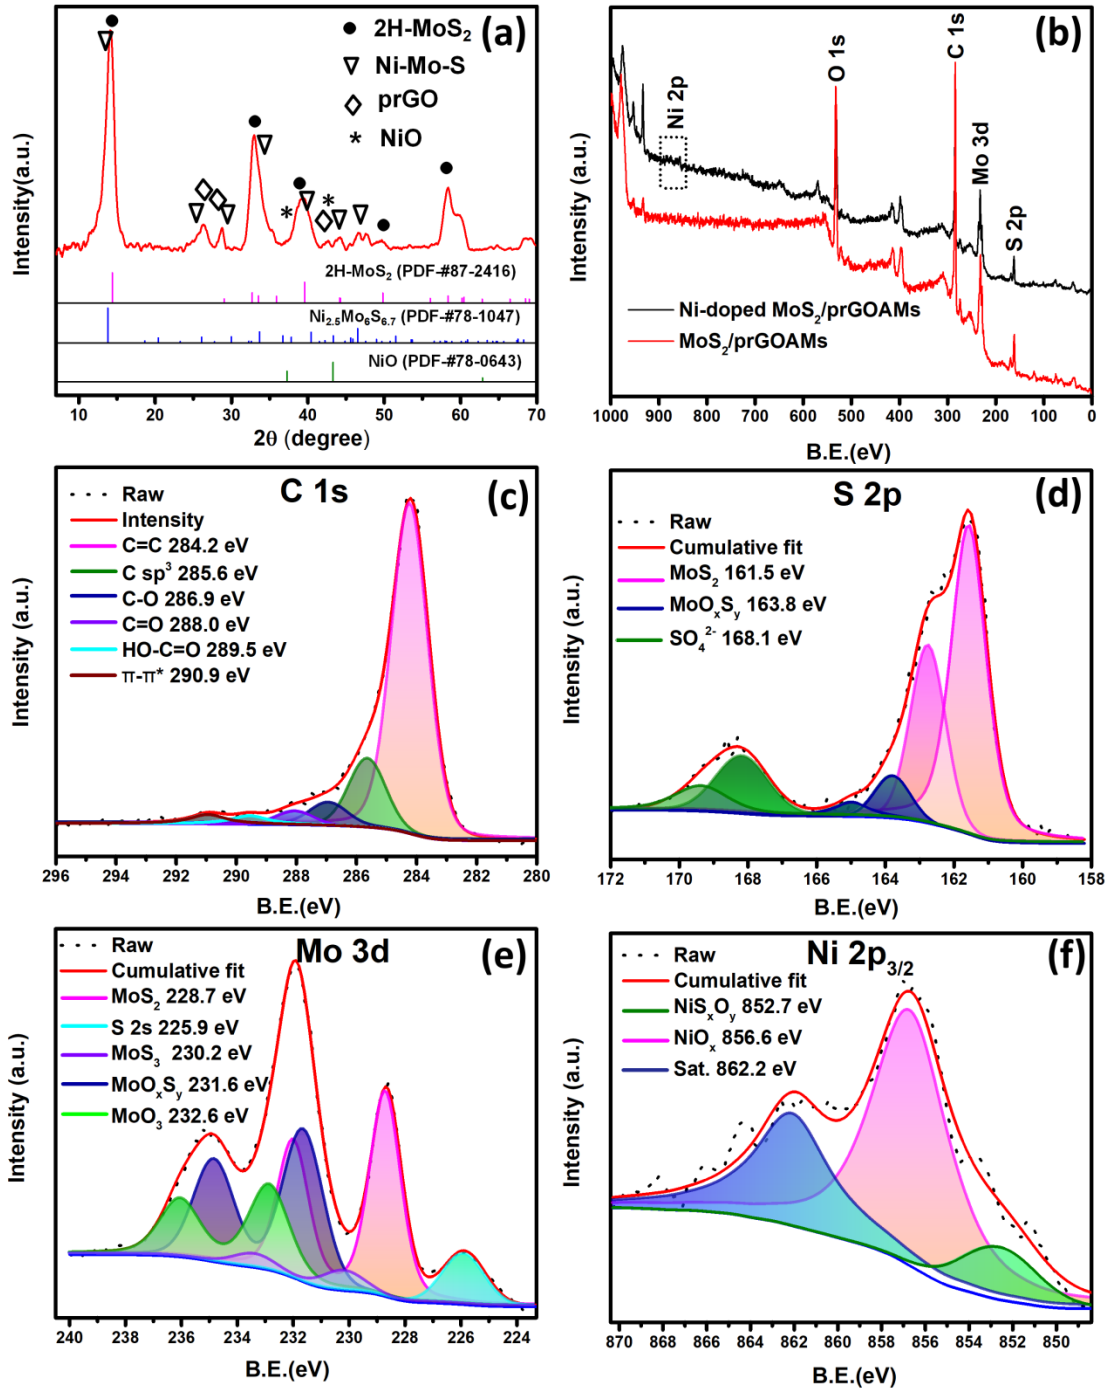 (a)
● 2H-MoS₂
▽ Ni-Mo-S
◇ prGO
* NiO
Intensity(a.u.)
2H-MoS₂ (PDF-#87-2416)
Ni₂.₅Mo₆S₆.₇ (PDF-#78-1047)
NiO (PDF-#78-0643)
10 20 30 40 50 60 70
2θ (degree)
(b)
O 1s
C 1s
Ni 2p
Mo 3d
S 2p
Intensity (a.u.)
Ni-doped MoS₂/prGOAMs
MoS₂/prGOAMs
1000 900 800 700 600 500 400 300 200 100 0
B.E.(eV)
C 1s
(c)
Raw
Intensity
C=C 284.2 eV
C sp³ 285.6 eV
C-O 286.9 eV
C=O 288.0 eV
HO-C=O 289.5 eV
π-π* 290.9 eV
Intensity (a.u.)
296 294 292 290 288 286 284 282 280
B.E.(eV)
S 2p
(d)
Raw
Cumulative fit
MoS₂ 161.5 eV
MoOₓSᵧ 163.8 eV
SO₄²⁻ 168.1 eV
Intensity (a.u.)
172 170 168 166 164 162 160 158
B.E.(eV)
Mo 3d
(e)
Raw
Cumulative fit
MoS₂ 228.7 eV
S 2s 225.9 eV
MoS₃ 230.2 eV
MoOₓSᵧ 231.6 eV
MoO₃ 232.6 eV
Intensity (a.u.)
240 238 236 234 232 230 228 226 224
B.E.(eV)
Ni 2p₃/₂
(f)
Raw
Cumulative fit
NiSₓOᵧ 852.7 eV
NiOₓ 856.6 eV
Sat. 862.2 eV
Intensity (a.u.)
870 868 866 864 862 860 858 856 854 852 850
B.E.(eV)